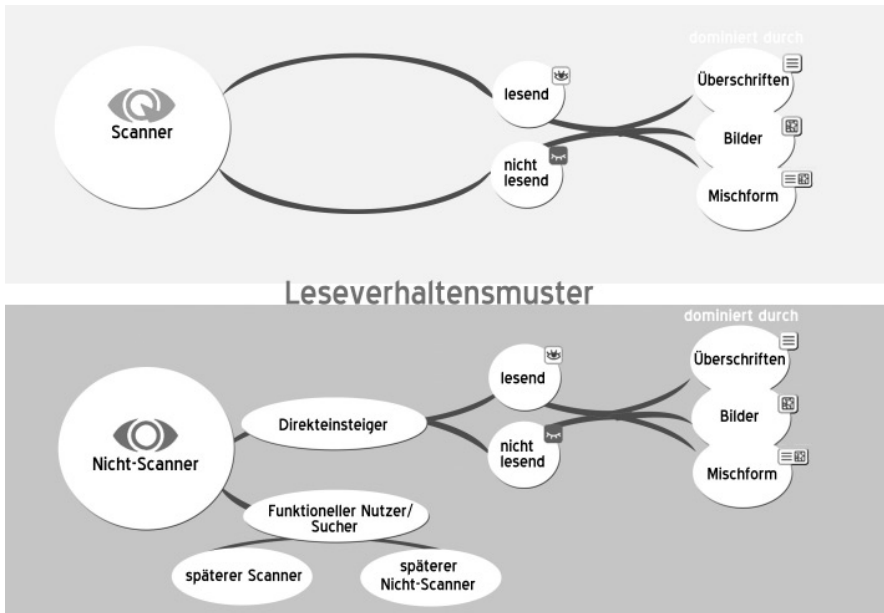 dominiert durch
Scanner
lesend
nicht
lesend
Überschriften
Bilder
Mischform
Leseverhaltensmuster
dominiert durch
Nicht-Scanner
Direkteinsteiger
lesend
nicht
lesend
Überschriften
Bilder
Mischform
Funktioneller Nutzer/
Sucher
späterer Scanner
späterer
Nicht-Scanner